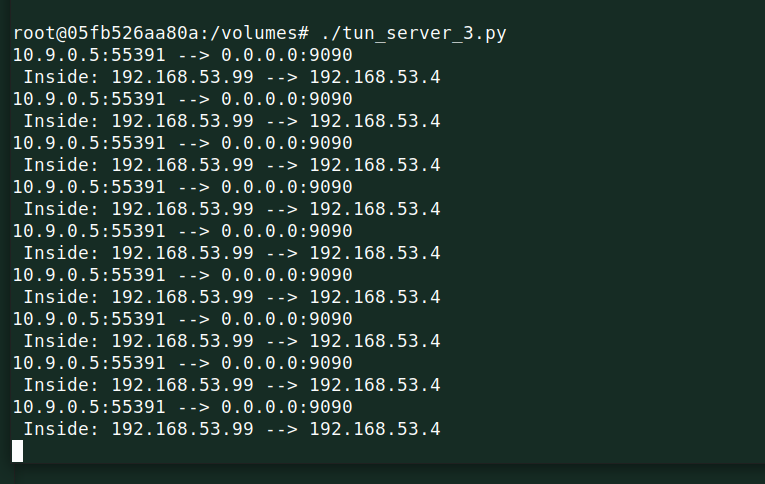 root@05fb526aa80a:/volumes# ./tun_server_3.py
10.9.0.5:55391 --> 0.0.0.0:9090
 Inside: 192.168.53.99 --> 192.168.53.4
10.9.0.5:55391 --> 0.0.0.0:9090
 Inside: 192.168.53.99 --> 192.168.53.4
10.9.0.5:55391 --> 0.0.0.0:9090
 Inside: 192.168.53.99 --> 192.168.53.4
10.9.0.5:55391 --> 0.0.0.0:9090
 Inside: 192.168.53.99 --> 192.168.53.4
10.9.0.5:55391 --> 0.0.0.0:9090
 Inside: 192.168.53.99 --> 192.168.53.4
10.9.0.5:55391 --> 0.0.0.0:9090
 Inside: 192.168.53.99 --> 192.168.53.4
10.9.0.5:55391 --> 0.0.0.0:9090
 Inside: 192.168.53.99 --> 192.168.53.4
10.9.0.5:55391 --> 0.0.0.0:9090
 Inside: 192.168.53.99 --> 192.168.53.4
10.9.0.5:55391 --> 0.0.0.0:9090
 Inside: 192.168.53.99 --> 192.168.53.4